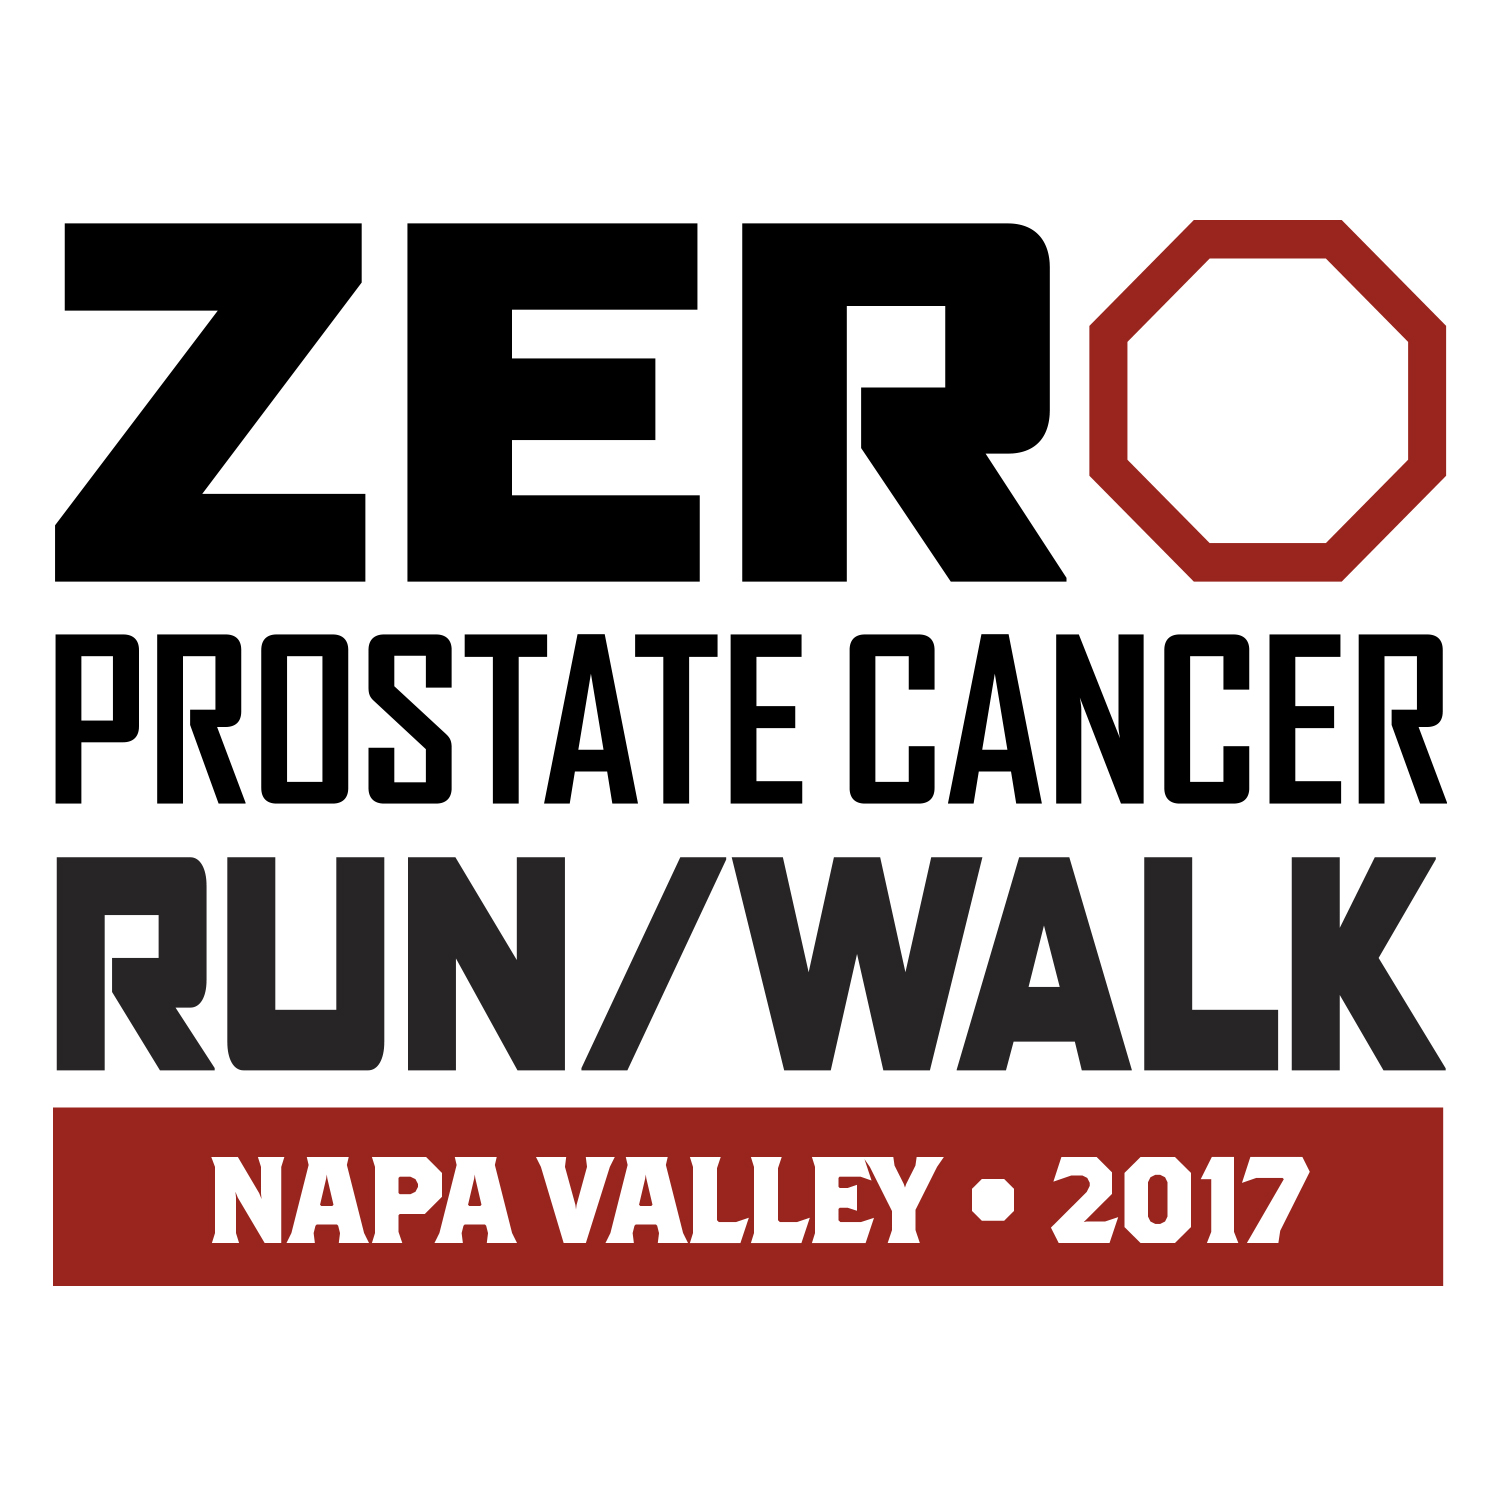 ZERO
PROSTATE CANCER
RUN/WALK
NAPA VALLEY • 2017